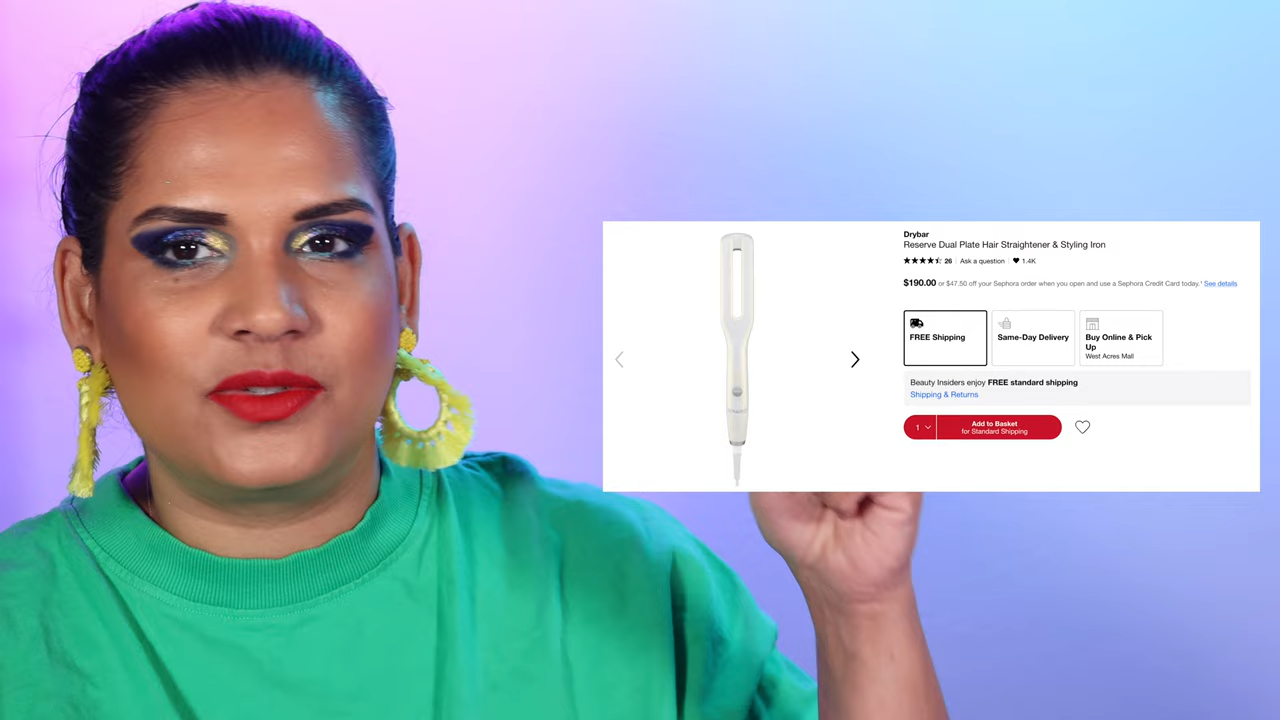 Drybar
Reserve Dual Plate Hair Straightener & Styling Iron
26 | Ask a question | 1.4K
$190.00 or $47.50 off your Sephora order when you open and use a Sephora Credit Card today.¹ See details
FREE Shipping
Same-Day Delivery
Buy Online & Pick
Up
West Acres Mall
Beauty Insiders enjoy FREE standard shipping
Shipping & Returns
1
Add to Basket
for Standard Shipping